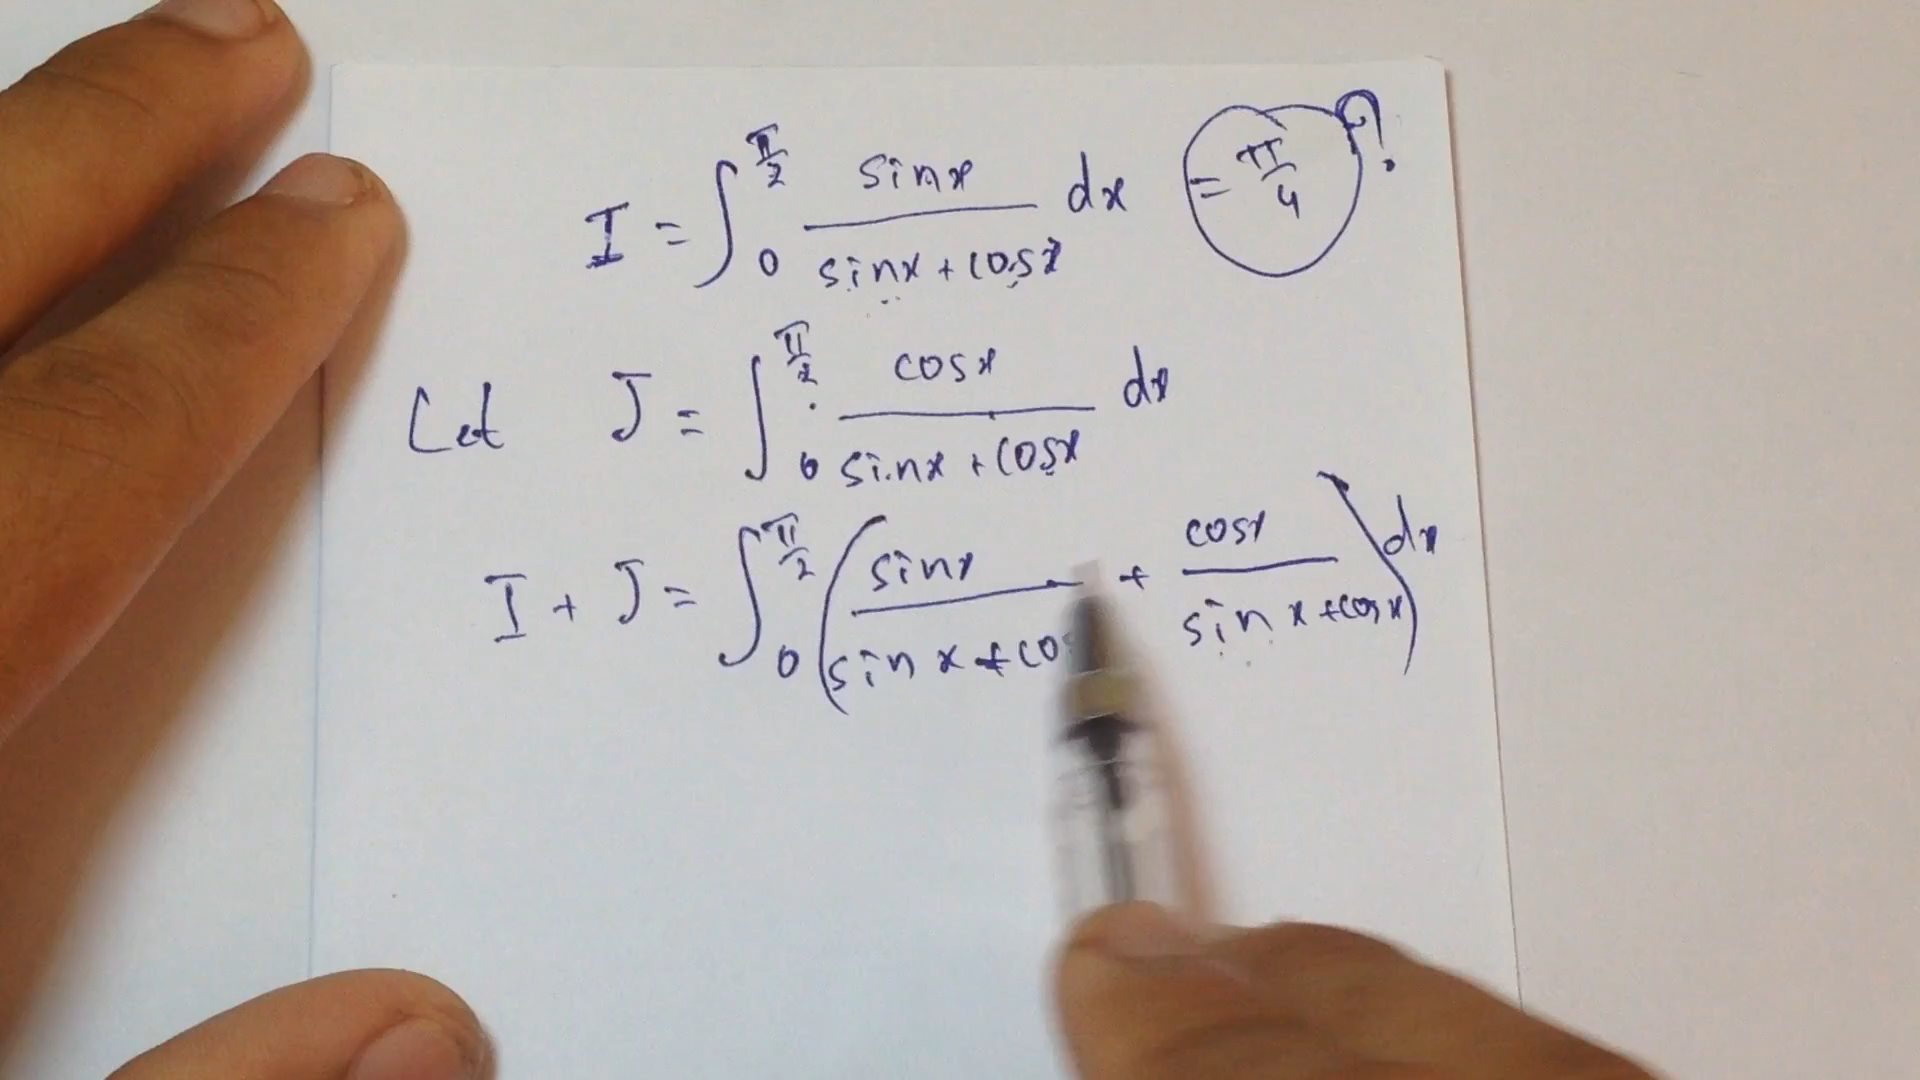 I = ∫₀^(π/2) sinx / (sinx + cosx) dx = π/4 ?
Let J = ∫₀^(π/2) cosx / (sinx + cosx) dx
I + J = ∫₀^(π/2) ( sinx / (sinx + co + cosx / (sinx + cosx) ) dx